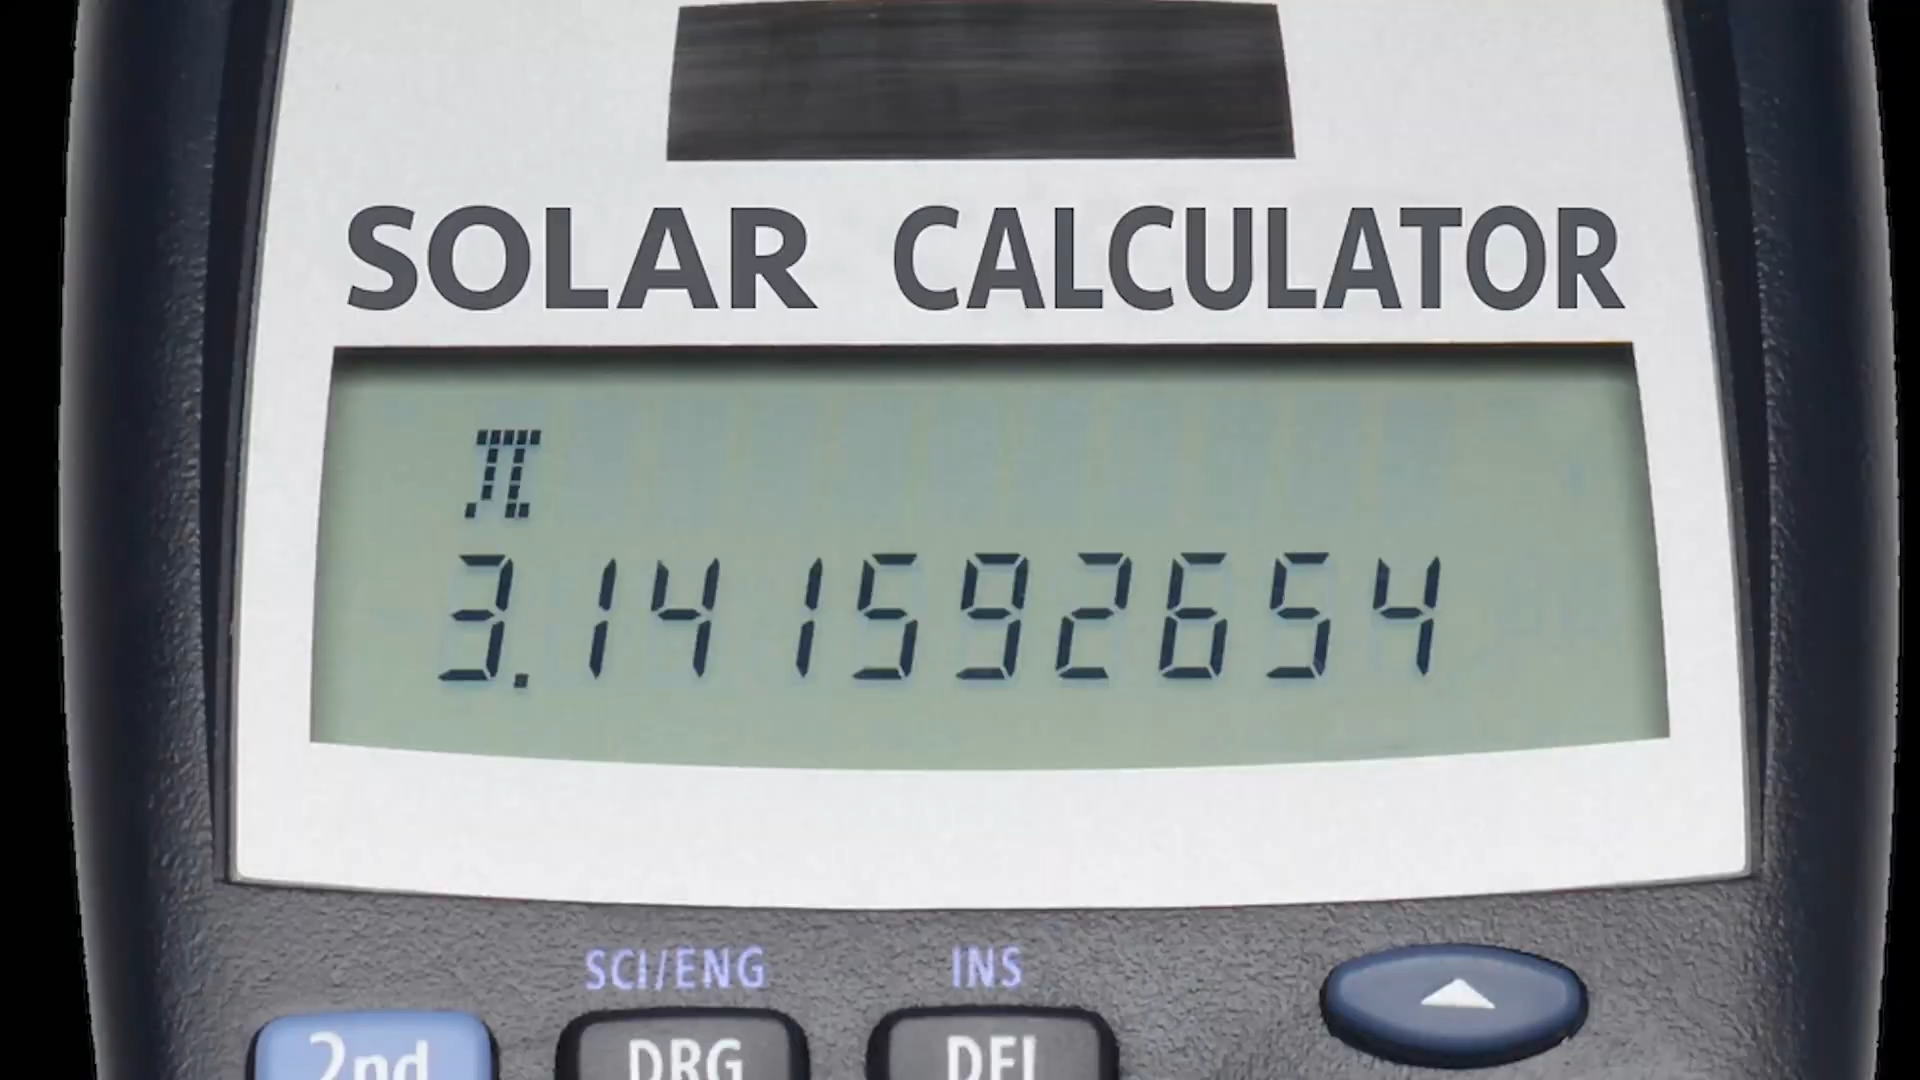 SOLAR CALCULATOR
π
3.141592654
SCI/ENG INS
2nd DRG DEL